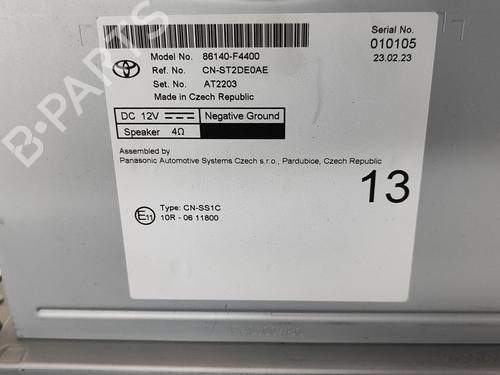 Serial No.
Model No. 86140-F4400 010105
Ref. No. CN-ST2DE0AE 23.02.23
Set. No. AT2203
Made in Czech Republic
DC 12V Negative Ground
Speaker 4Ω
Assembled by
Panasonic Automotive Systems Czech s.r.o., Pardubice, Czech Republic
13
E11 Type: CN-SS1C
10R - 06 11800
B-PARTS